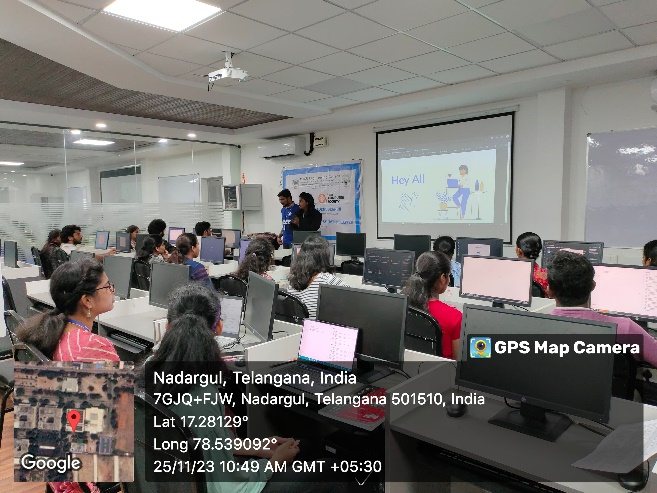 Hey All
GPS Map Camera
Nadargul, Telangana, India
7GJQ+FJW, Nadargul, Telangana 501510, India
Lat 17.28129°
Long 78.539092°
25/11/23 10:49 AM GMT +05:30
Google